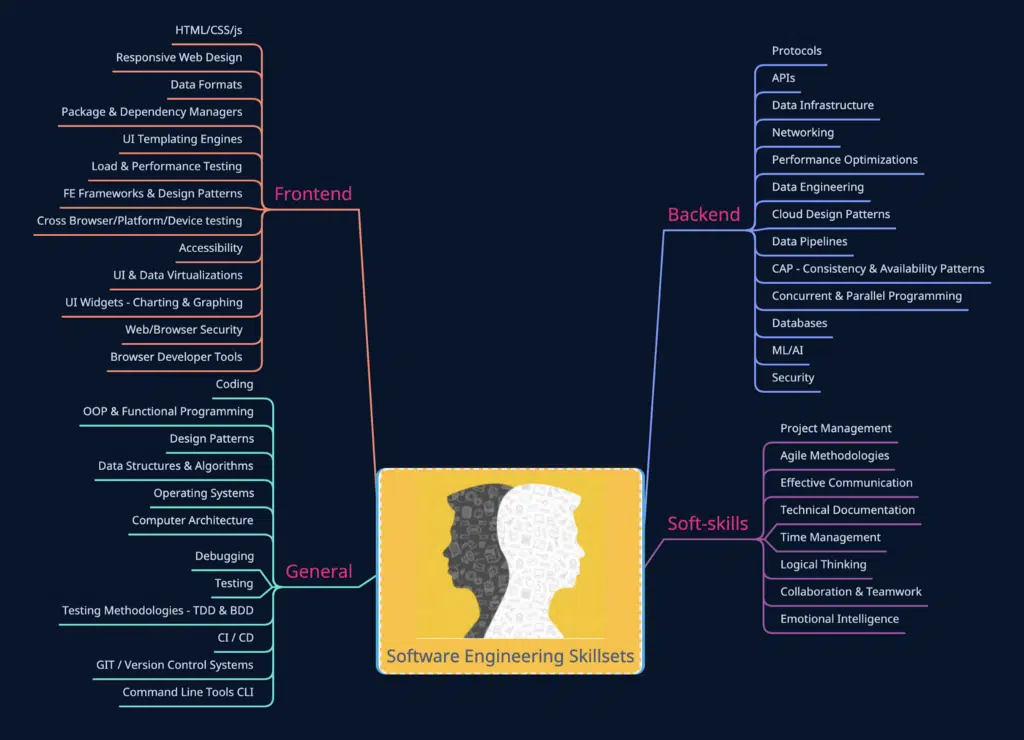 Frontend
HTML/CSS/js
Responsive Web Design
Data Formats
Package & Dependency Managers
UI Templating Engines
Load & Performance Testing
FE Frameworks & Design Patterns
Cross Browser/Platform/Device testing
Accessibility
UI & Data Virtualizations
UI Widgets - Charting & Graphing
Web/Browser Security
Browser Developer Tools
General
Coding
OOP & Functional Programming
Design Patterns
Data Structures & Algorithms
Operating Systems
Computer Architecture
Debugging
Testing
Testing Methodologies - TDD & BDD
CI / CD
GIT / Version Control Systems
Command Line Tools CLI
Software Engineering Skillsets
Backend
Protocols
APIs
Data Infrastructure
Networking
Performance Optimizations
Data Engineering
Cloud Design Patterns
Data Pipelines
CAP - Consistency & Availability Patterns
Concurrent & Parallel Programming
Databases
ML/AI
Security
Soft-skills
Project Management
Agile Methodologies
Effective Communication
Technical Documentation
Time Management
Logical Thinking
Collaboration & Teamwork
Emotional Intelligence